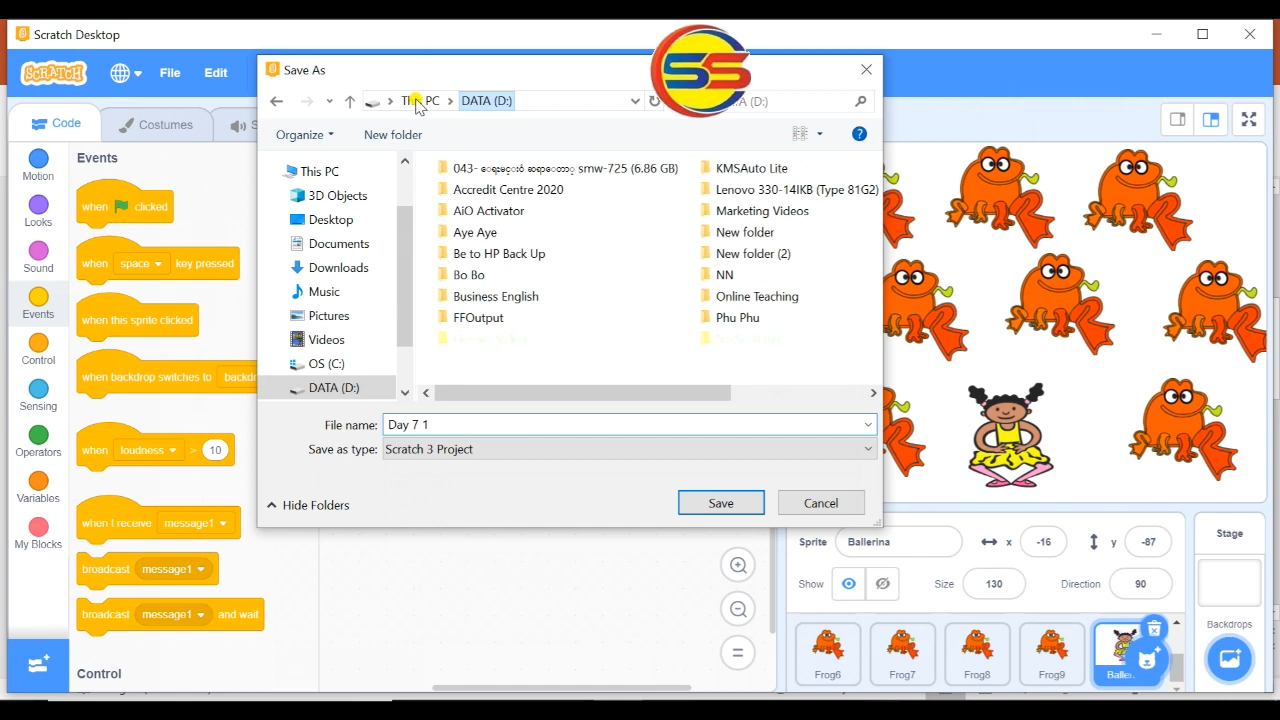 Scratch Desktop
SCRATCH
File
Edit
Save As
This PC
DATA (D:)
Organize
New folder
Code
Costumes
Events
when clicked
when space key pressed
when this sprite clicked
when backdrop switches to
when loudness > 10
when I receive message1
broadcast message1
broadcast message1 and wait
Control
Motion
Looks
Sound
Events
Control
Sensing
Operators
Variables
My Blocks
This PC
3D Objects
Desktop
Documents
Downloads
Music
Pictures
Videos
OS (C:)
DATA (D:)
Accredit Centre 2020
AiO Activator
Aye Aye
Be to HP Back Up
Bo Bo
Business English
FFOutput
KMSAuto Lite
Lenovo 330-14IKB (Type 81G2)
Marketing Videos
New folder
New folder (2)
NN
Online Teaching
Phu Phu
File name: Day 7 1
Save as type: Scratch 3 Project
Hide Folders
Save
Cancel
SS
Sprite Ballerina x -16 y -87
Show Size 130 Direction 90
Frog6
Frog7
Frog8
Frog9
Stage
Backdrops